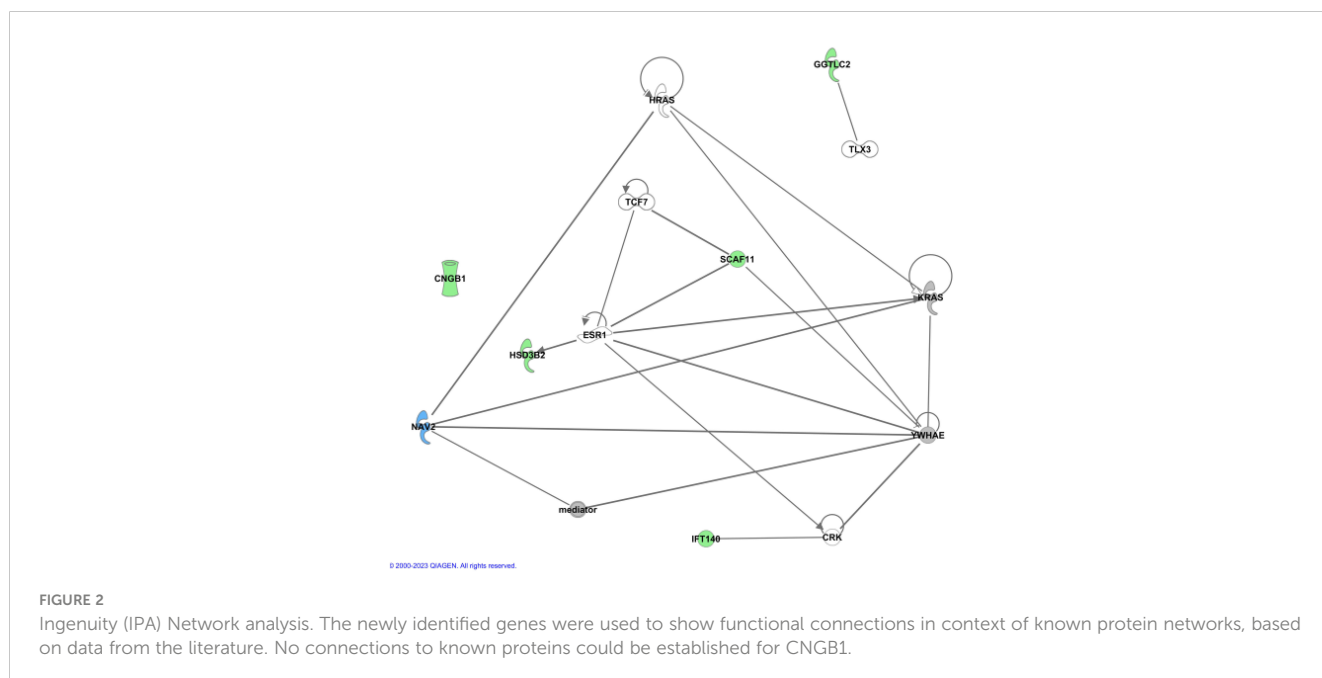 GGTLC2
HRAS
TLX3
TCF7
SCAF11
CNGB1
KRAS
ESR1
HSD3B2
NAV2
YWHAE
mediator
IFT140
CRK
© 2000-2023 QIAGEN. All rights reserved.
FIGURE 2
Ingenuity (IPA) Network analysis. The newly identified genes were used to show functional connections in context of known protein networks, based
on data from the literature. No connections to known proteins could be established for CNGB1.